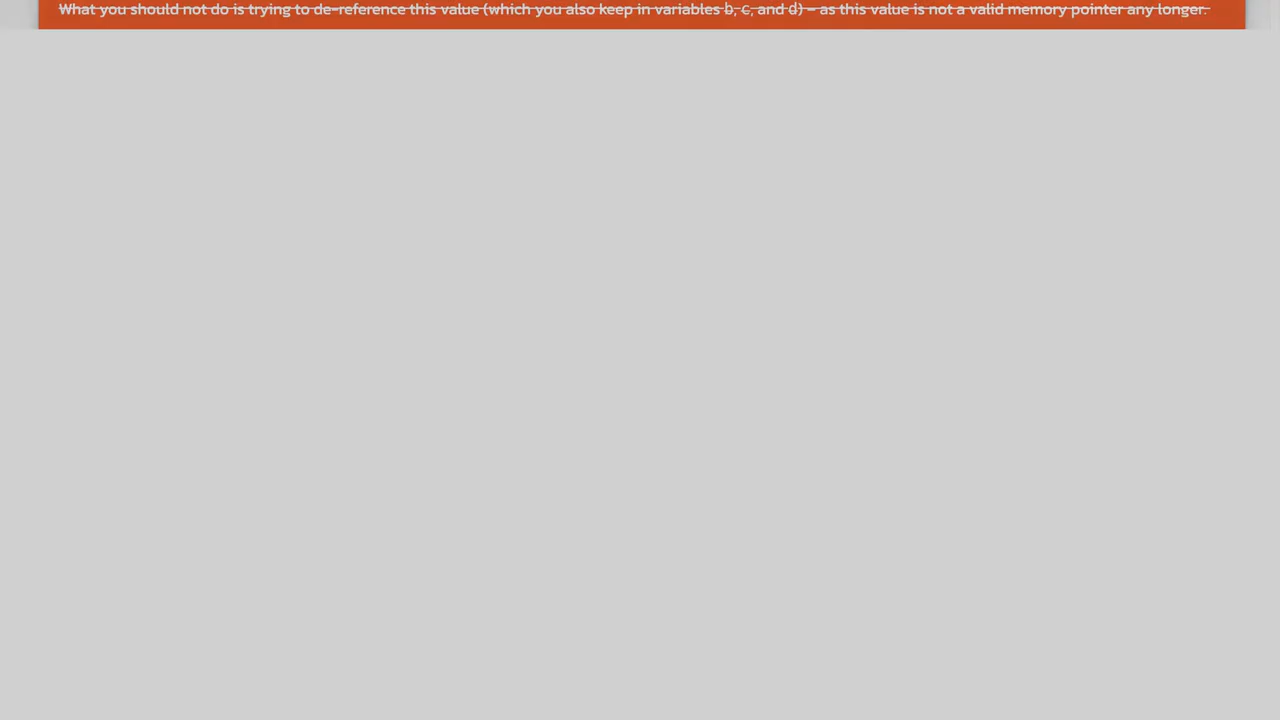 What you should not do is trying to de-reference this value (which you also keep in variables b, c, and d) – as this value is not a valid memory pointer any longer.